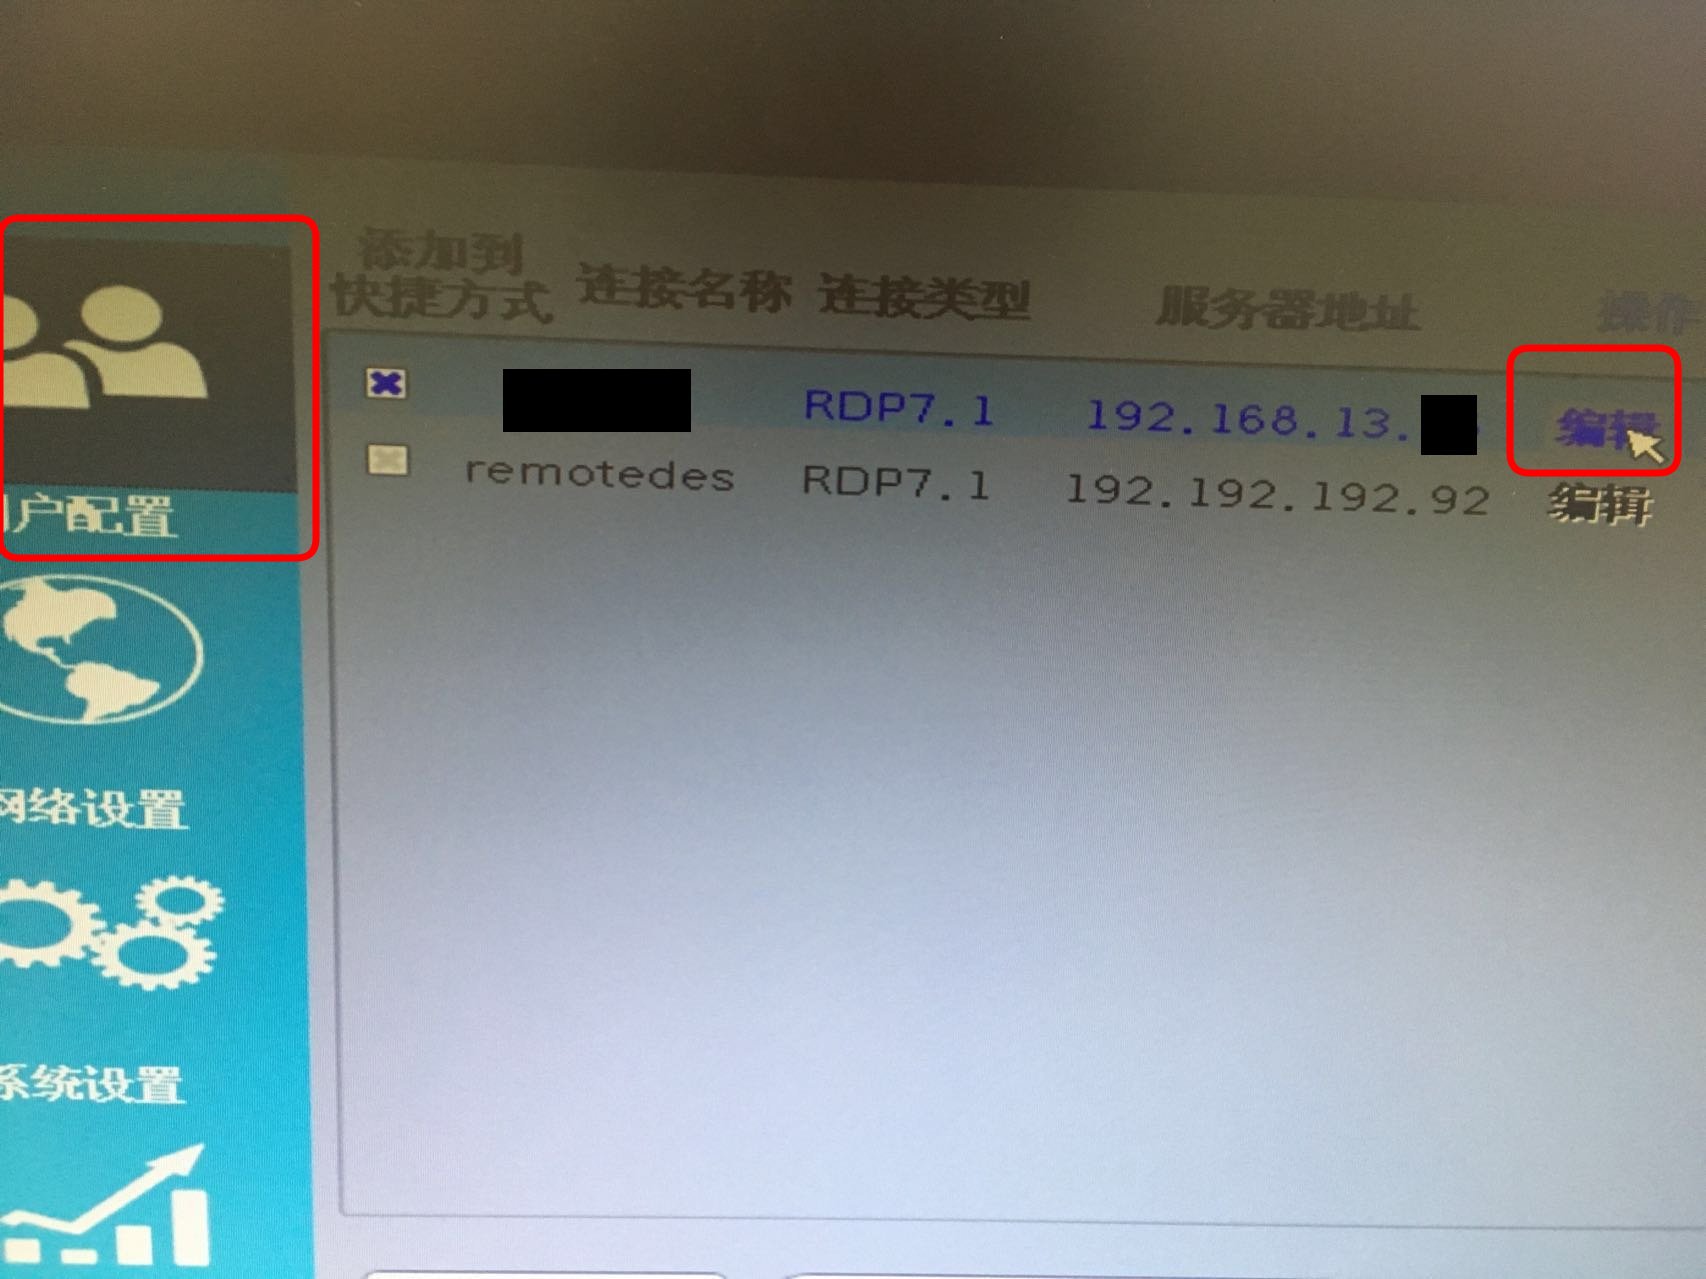 添加到
快捷方式 连接名称 连接类型 服务器地址 操作
RDP7.1 192.168.13. 编辑
remotedes RDP7.1 192.192.192.92 编辑
户配置
网络设置
系统设置